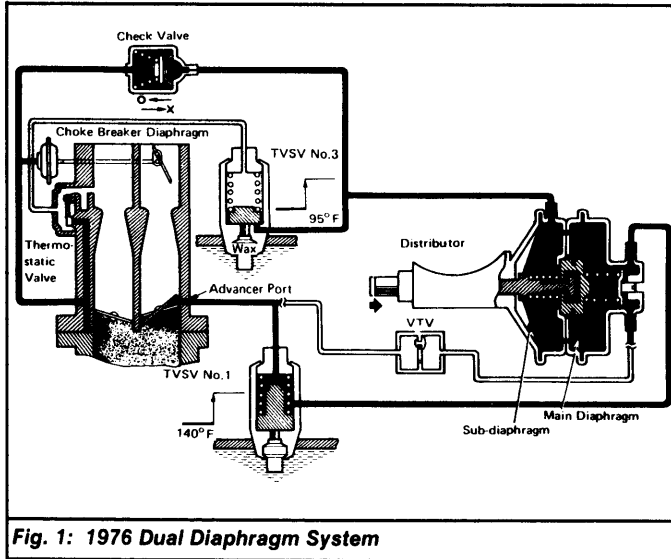 Check Valve
O
X
Choke Breaker Diaphragm
TVSV No.3
95°F
Wax
Thermo-
static
Valve
Distributor
Advancer Port
VTV
TVSV No.1
140°F
Main Diaphragm
Sub-diaphragm
Fig. 1: 1976 Dual Diaphragm System